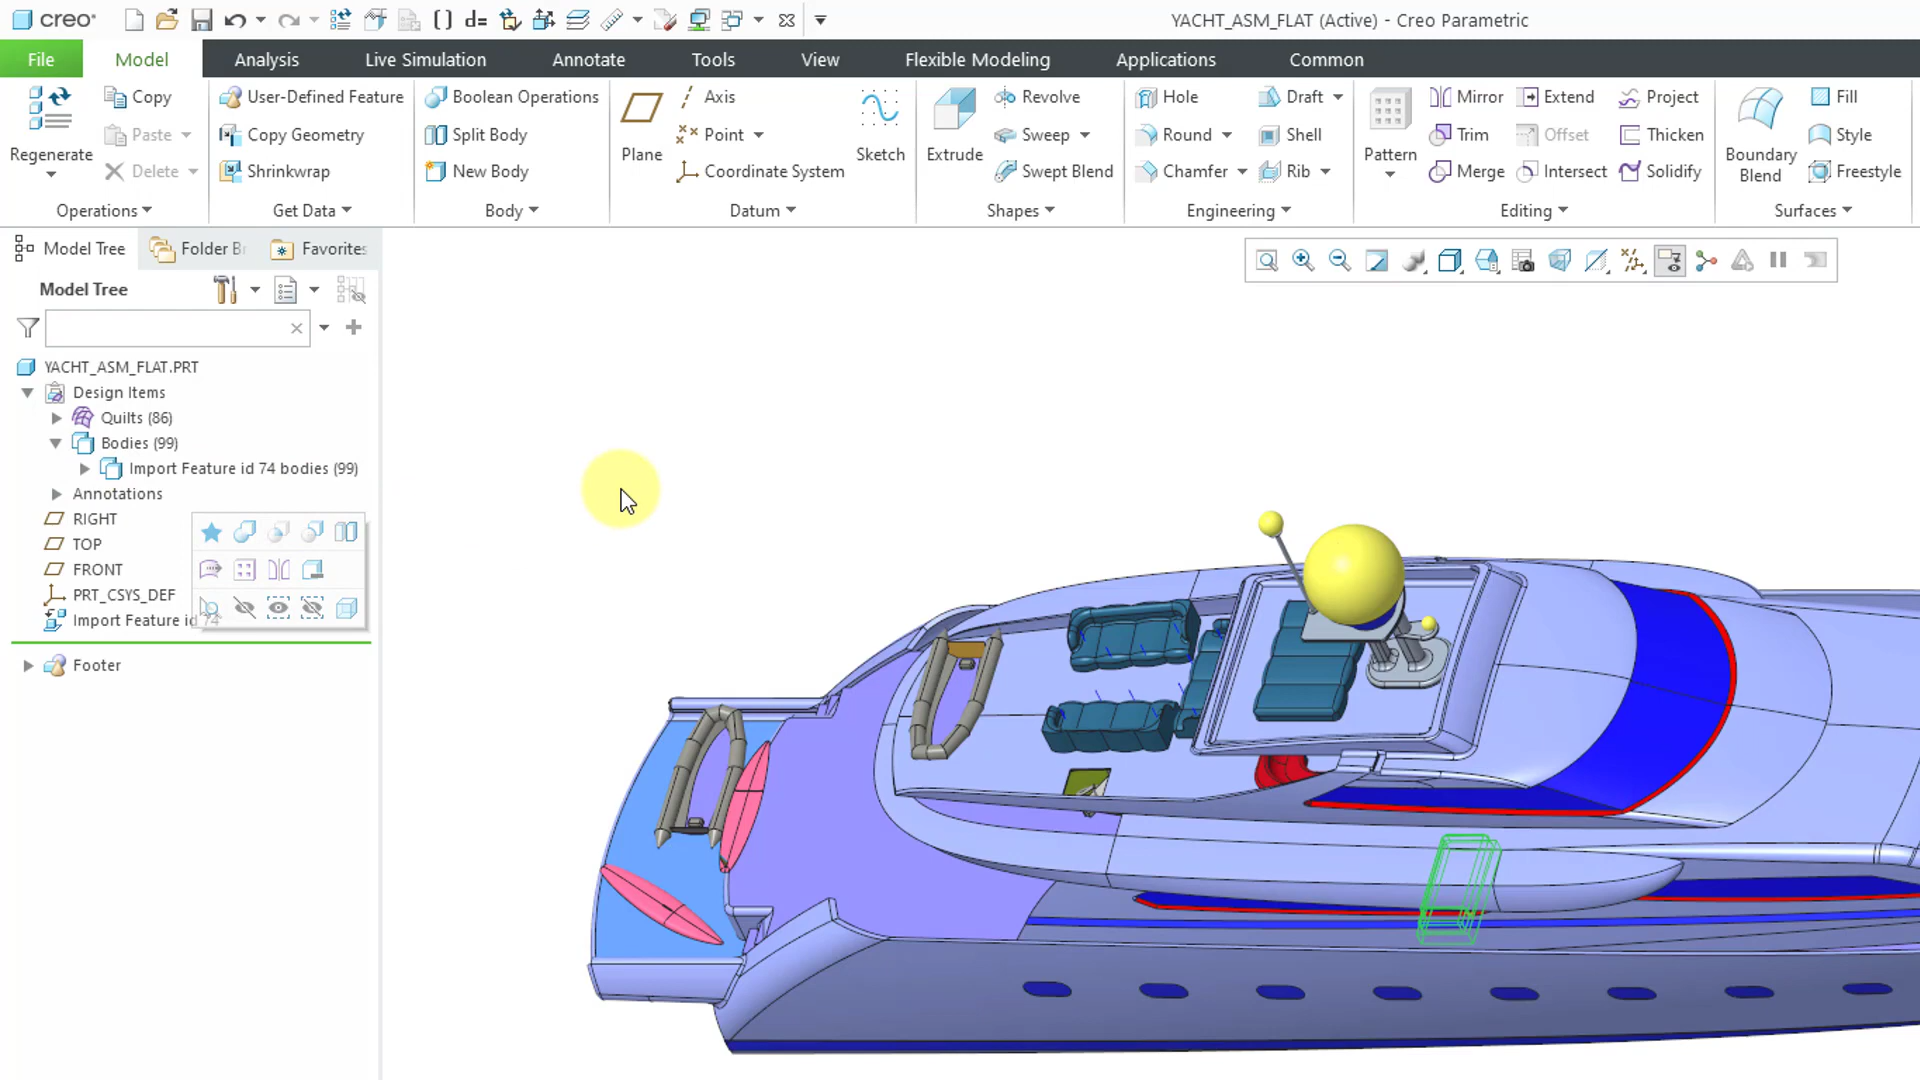 creo
d=
YACHT_ASM_FLAT (Active) - Creo Parametric
File
Model
Analysis
Live Simulation
Annotate
Tools
View
Flexible Modeling
Applications
Common
Regenerate
Copy
Paste
Delete
Operations
User-Defined Feature
Copy Geometry
Shrinkwrap
Get Data
Boolean Operations
Split Body
New Body
Body
Plane
Axis
Point
Coordinate System
Sketch
Datum
Extrude
Revolve
Sweep
Swept Blend
Shapes
Hole
Round
Chamfer
Draft
Shell
Rib
Engineering
Pattern
Mirror
Trim
Merge
Extend
Offset
Intersect
Project
Thicken
Solidify
Editing
Boundary
Blend
Fill
Style
Freestyle
Surfaces
Model Tree
Folder B
Favorites
Model Tree
YACHT_ASM_FLAT.PRT
Design Items
Quilts (86)
Bodies (99)
Import Feature id 74 bodies (99)
Annotations
RIGHT
TOP
FRONT
PRT_CSYS_DEF
Import Feature id 74
Footer